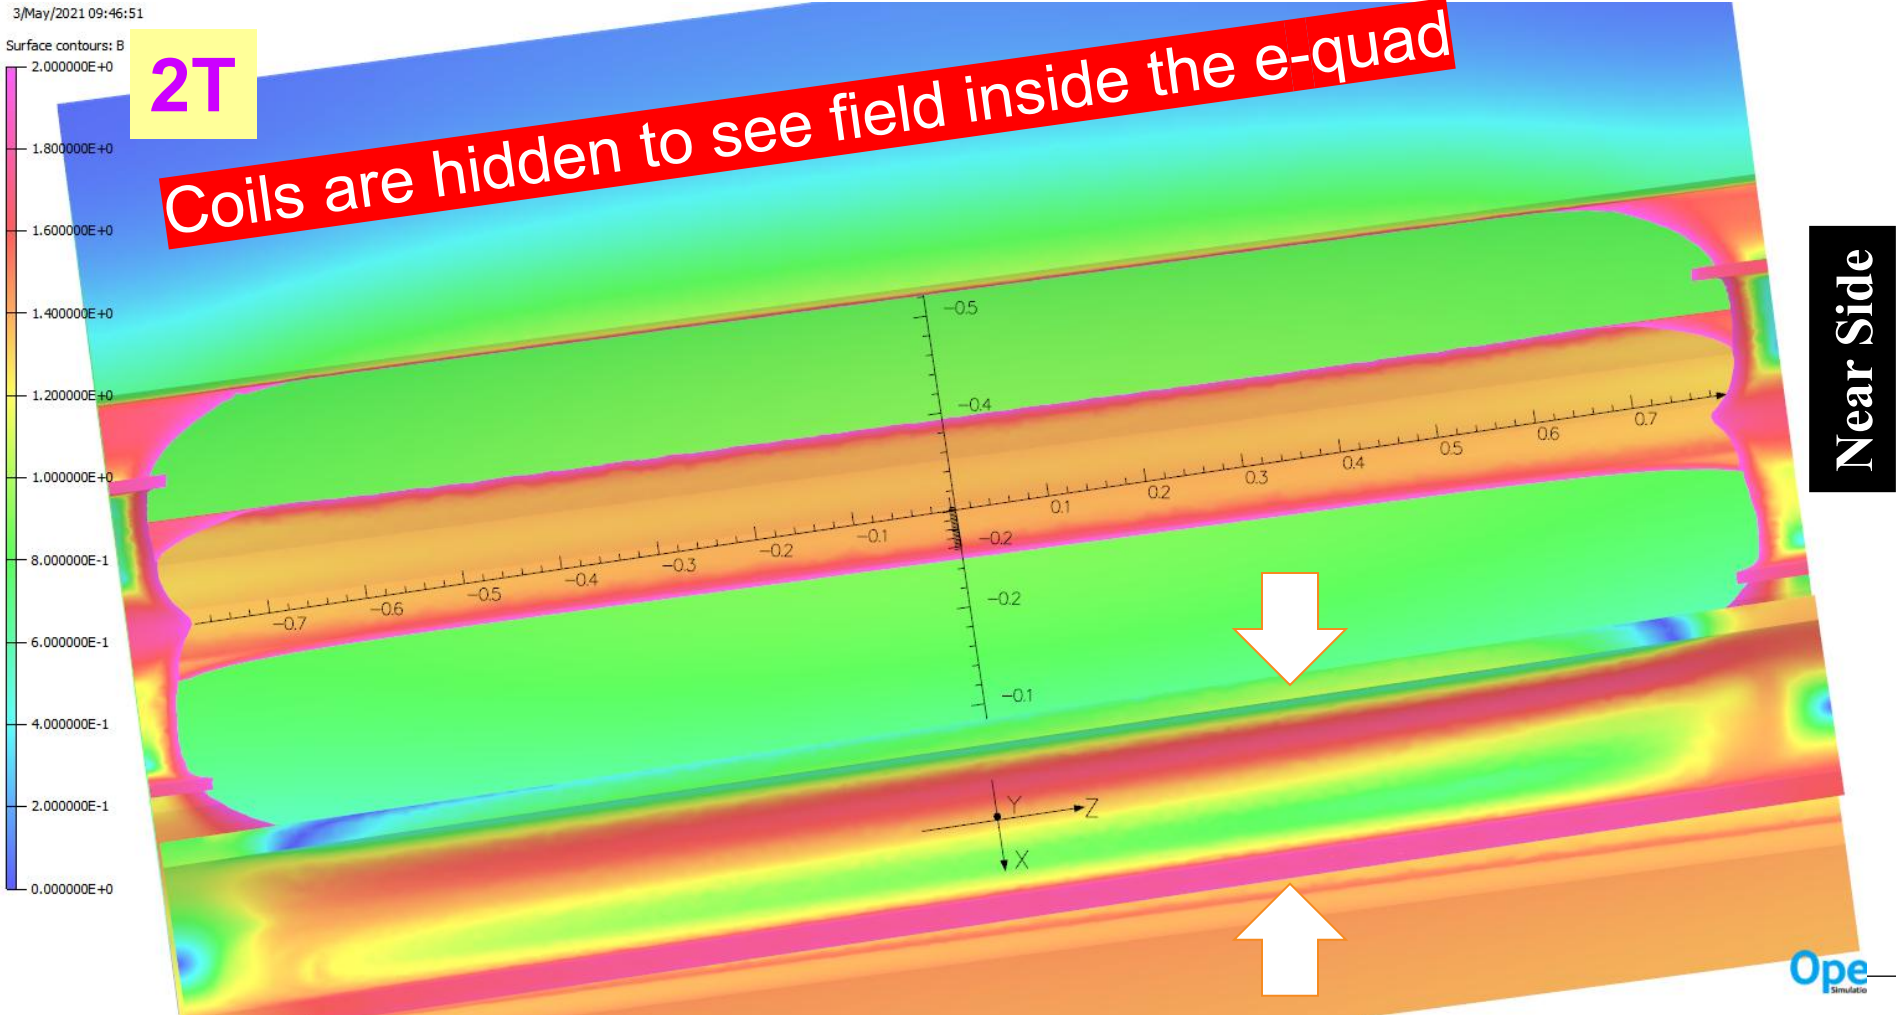 3/May/2021 09:46:51
Surface contours: B
2.000000E+0
1.800000E+0
1.600000E+0
1.400000E+0
1.200000E+0
1.000000E+0
8.000000E-1
6.000000E-1
4.000000E-1
2.000000E-1
0.000000E+0
2T
Coils are hidden to see field inside the e-quad
Near Side
−0.5
−0.4
−0.2
−0.2
−0.1
−0.7
−0.6
−0.5
−0.4
−0.3
−0.2
−0.1
0.1
0.2
0.3
0.4
0.5
0.6
0.7
Y
Z
X
Ope
Simulatio